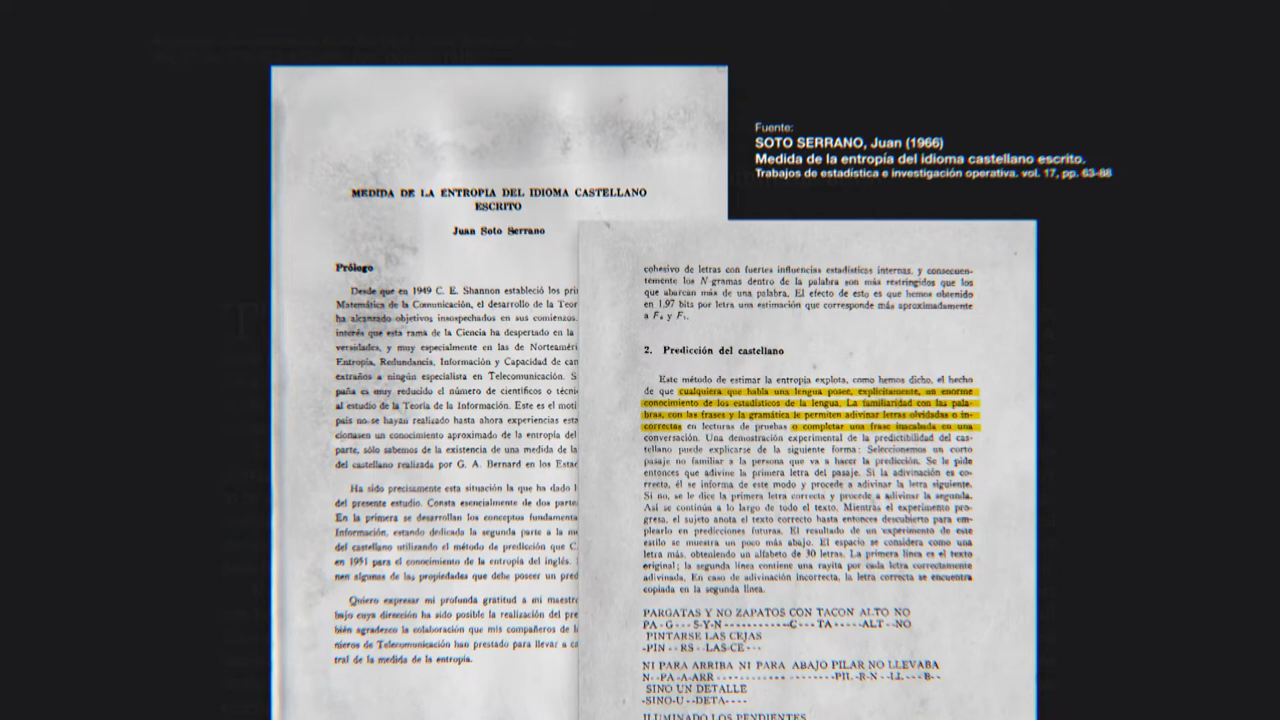 Fuente:
SOTO SERRANO, Juan (1966)
Medida de la entropía del idioma castellano escrito.
Trabajos de estadística e investigación operativa. vol. 17, pp. 63-88
MEDIDA DE LA ENTROPIA DEL IDIOMA CASTELLANO
ESCRITO
Juan Soto Serrano
Prólogo
Desde que en 1949 C. E. Shannon estableció los pri
Matemática de la Comunicación, el desarrollo de la Teor
ha alcanzado objetivos insospechados en sus comienzos.
interés que esta rama de la Ciencia ha despertado en la
versidades, y muy especialmente en las de Norteaméri
Entropía, Redundancia, Información y Capacidad de can
extraños a ningún especialista en Telecomunicación. S
paña es muy reducido el número de científicos o técni
al estudio de la Teoría de la Información. Este es el moti
país no se hayan realizado hasta ahora experiencias esta
cionasen un conocimiento aproximado de la entropía del
parte, sólo sabemos de la existencia de una medida de la
del castellano realizada por G. A. Bernard en los Estad
Ha sido precisamente esta situación la que ha dado l
del presente estudio. Consta esencialmente de dos parte
En la primera se desarrollan los conceptos fundamenta
Información, estando dedicada la segunda parte a la me
del castellano utilizando el método de predicción que C.
en 1951 para el conocimiento de la entropía del inglés.
nen algunas de las propiedades que debe poseer un pred
Quiero expresar mi profunda gratitud a mi maestro
bajo cuya dirección ha sido posible la realización del pre
bién agradezco la colaboración que mis compañeros de
nieros de Telecomunicación han prestado para llevar a ca
tral de la medida de la entropía.
cohesivo de letras con fuertes influencias estadísticas internas, y consecuen-
temente los N-gramas dentro de la palabra son más restringidos que los
que abarcan más de una palabra. El efecto de esto es que hemos obtenido
en 1,97 bits por letra una estimación que corresponde más aproximadamente
a y
2. Predicción del castellano
Este método de estimar la entropía explota, como hemos dicho, el hecho
de que cualquiera que habla una lengua posee, explícitamente, un enorme
conocimiento de los estadísticos de la lengua. La familiaridad con las pala-
bras, con las frases y la gramática le permiten adivinar letras olvidadas o in-
correctas en lecturas de pruebas o completar una frase inacabada en una
conversación. Una demostración experimental de la predictibilidad del cas-
tellano puede explicarse de la siguiente forma: Seleccionemos un corto
pasaje no familiar a la persona que va a hacer la predicción. Se le pide
entonces que adivine la primera letra del pasaje. Si la adivinación es co-
rrecta, él se informa de este modo y procede a adivinar la letra siguiente.
Si no, se le dice la primera letra correcta y procede a adivinar la segunda.
Así se continúa a lo largo de todo el texto. Mientras el experimento pro-
gresa, el sujeto anota el texto correcto hasta entonces descubierto para em-
plearlo en predicciones futuras. El resultado de un experimento de este
estilo se muestra un poco más abajo. El espacio se considera como una
letra más, obteniendo un alfabeto de 30 letras. La primera línea es el texto
original; la segunda línea contiene una rayita por cada letra correctamente
adivinada. En caso de adivinación incorrecta, la letra correcta se encuentra
copiada en la segunda línea.
PARGATAS Y NO ZAPATOS CON TACON ALTO NO
PA-G---S-Y-N-----------C---TA-----ALT--NO
PINTARSE LAS CEJAS
-PIN--RS--LAS-CE---
NI PARA ARRIBA NI PARA ABAJO PILAR NO LLEVABA
N--PA-A-ARR----------------PIL-R-N--LL---B--
SINO UN DETALLE
-SINO-U--DETA----
ILUMINADO LOS PENDIENTES